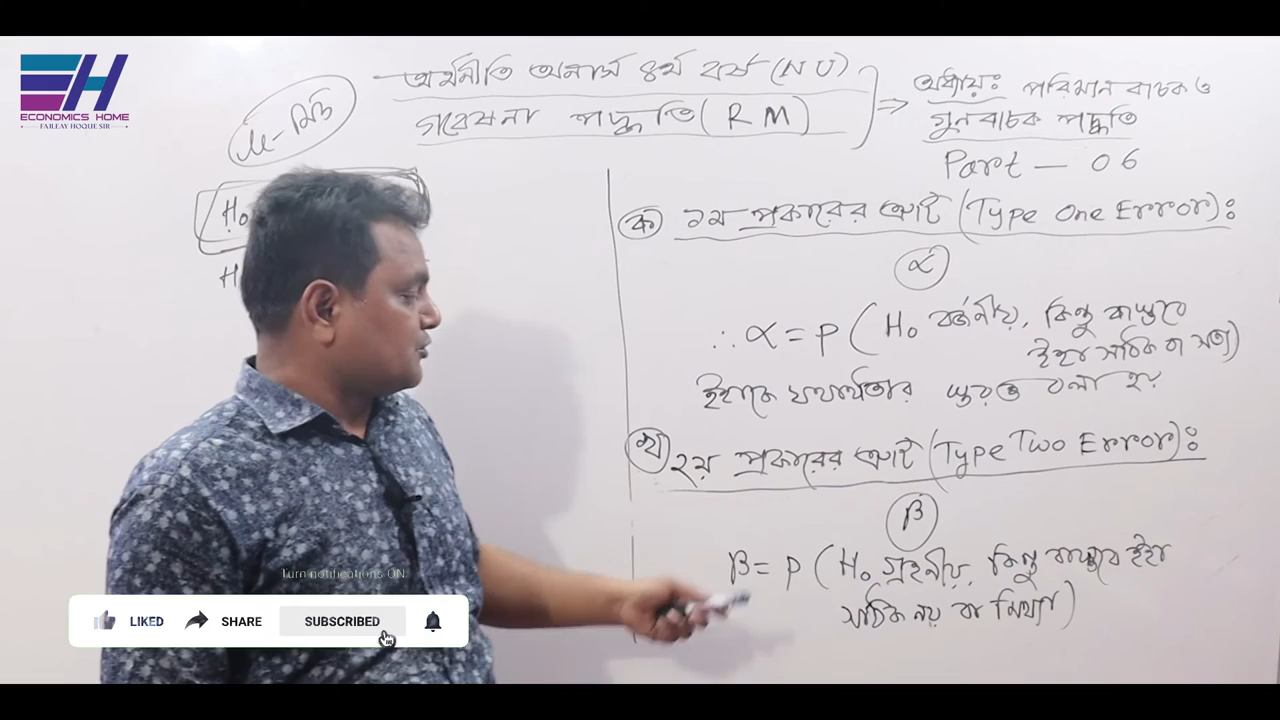 EH
ECONOMICS HOME
FAILEAY HOQUE SIR
অর্থনীতি অনার্স ৪র্থ বর্ষ (NU)
গবেষনা পদ্ধতি (RM)
⇒ অধ্যায়ঃ পরিমান বাচক ও
গুনবাচক পদ্ধতি
Part — 06
μ-
H₀
H
ক ১ম প্রকারের ত্রুটি (Type One Error):
α
∴ α = P (H₀ বর্জনীয়, কিন্তু বাস্তবে
ইহা সঠিক বা সত্য)
ইহাকে যথার্থতার স্তরও বলা হয়
খ ২য় প্রকারের ত্রুটি (Type Two Error):
β
β = P (H₀ গ্রহনীয়, কিন্তু বাস্তবে ইহা
সঠিক নয় বা মিথ্যা)
Turn notifications ON
LIKED SHARE SUBSCRIBED